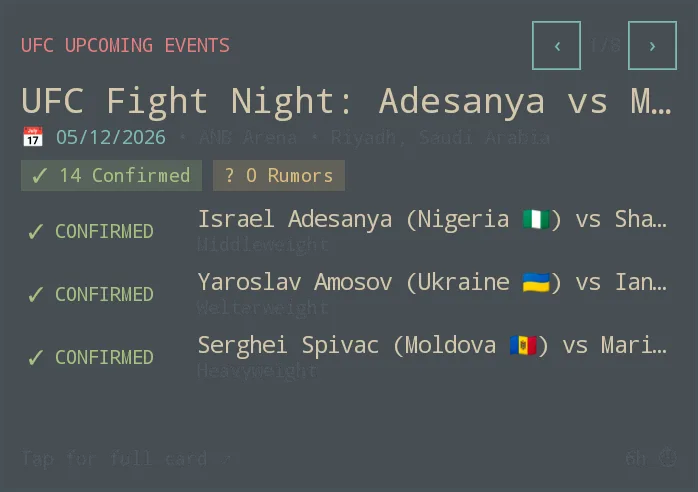 UFC UPCOMING EVENTS
‹ 1/8 ›
UFC Fight Night: Adesanya vs M…
📅 05/12/2026 • ANB Arena • Riyadh, Saudi Arabia
✓ 14 Confirmed ? 0 Rumors
✓ CONFIRMED Israel Adesanya (Nigeria 🇳🇬) vs Sha…
Middleweight
✓ CONFIRMED Yaroslav Amosov (Ukraine 🇺🇦) vs Ian…
Welterweight
✓ CONFIRMED Serghei Spivac (Moldova 🇲🇩) vs Mari…
Heavyweight
Tap for full card 6h